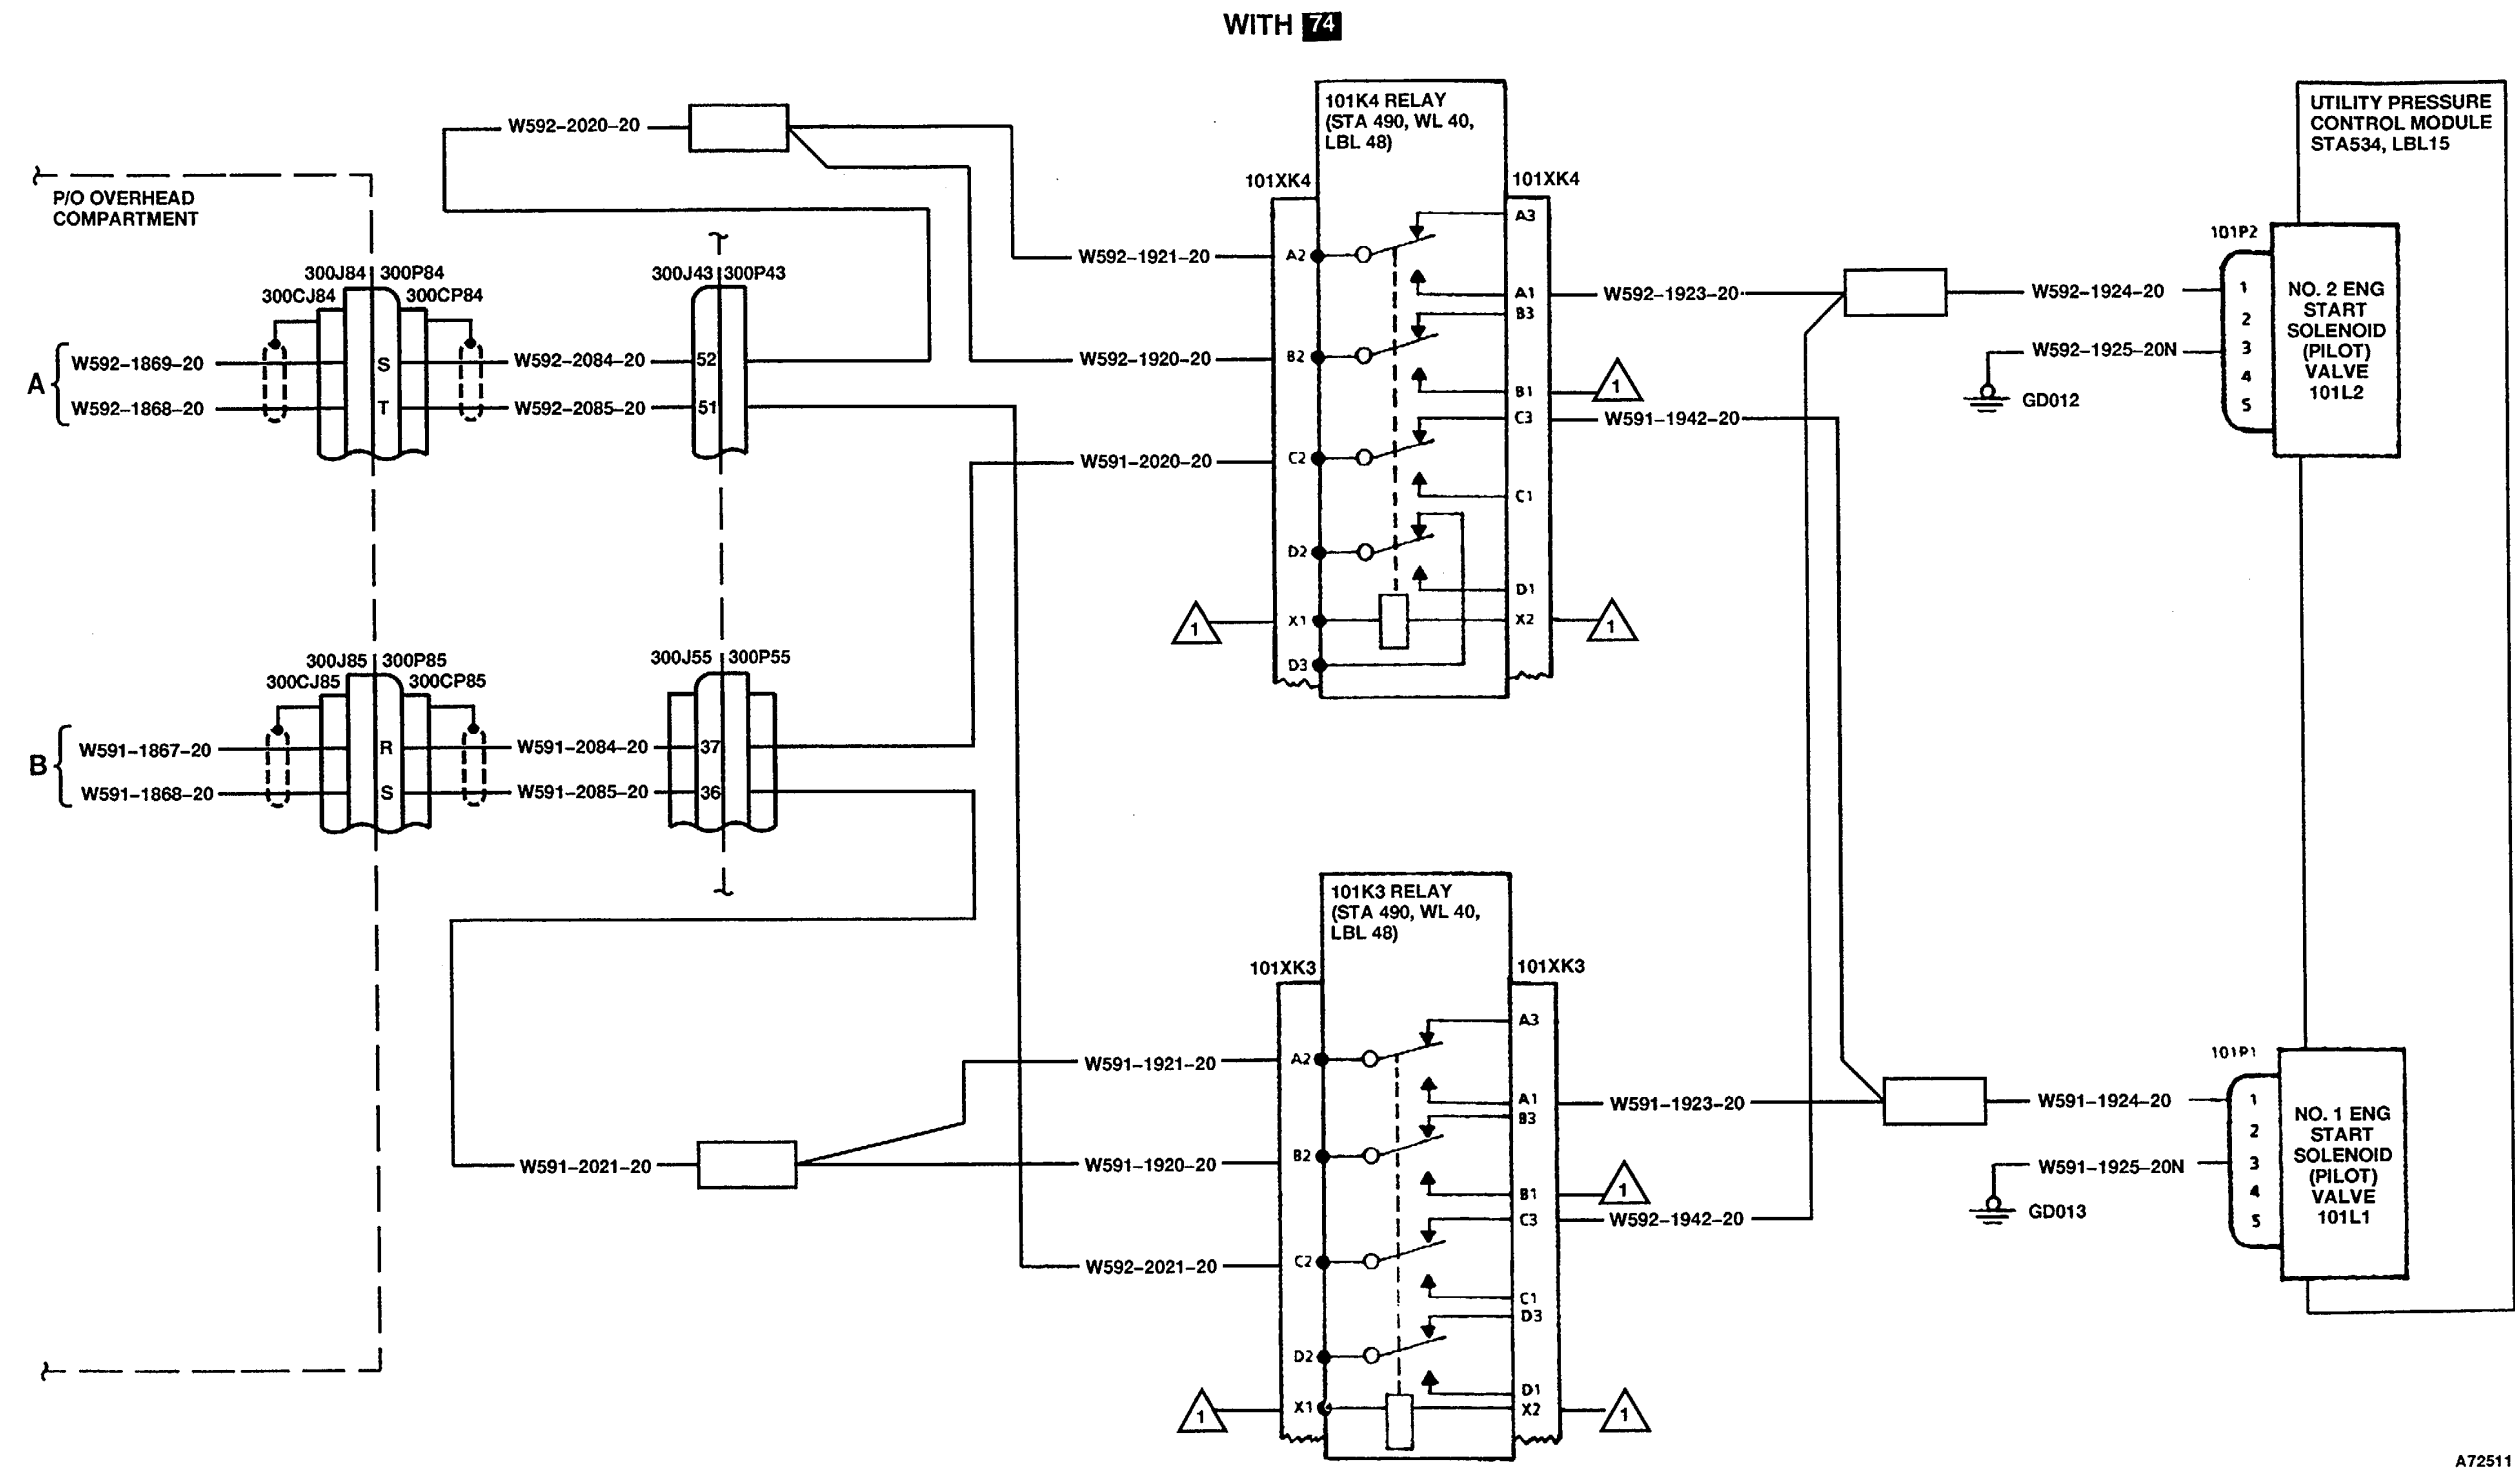 WITH 74
P/O OVERHEAD
COMPARTMENT
A
W592-1869-20
W592-1868-20
300J84
300P84
300CJ84
300CP84
S
T
W592-2084-20
W592-2085-20
300J43
300P43
52
51
W592-2020-20
B
W591-1867-20
W591-1868-20
300J85
300P85
300CJ85
300CP85
R
S
W591-2084-20
W591-2085-20
300J55
300P55
37
36
W591-2021-20
W592-1921-20
W592-1920-20
W591-2020-20
101K4 RELAY
(STA 490, WL 40,
LBL 48)
101XK4
101XK4
A2
B2
C2
D2
X1
D3
A3
A1
B3
B1
C3
C1
D1
X2
1
1
1
W592-1923-20
W591-1942-20
W591-1921-20
W591-1920-20
W592-2021-20
101K3 RELAY
(STA 490, WL 40,
LBL 48)
101XK3
101XK3
A2
B2
C2
D2
X1
A3
A1
B3
B1
C3
C1
D3
D1
X2
1
1
1
W591-1923-20
W592-1942-20
UTILITY PRESSURE
CONTROL MODULE
STA534, LBL15
W592-1924-20
W592-1925-20N
GD012
101P2
1
2
3
4
5
NO. 2 ENG
START
SOLENOID
(PILOT)
VALVE
101L2
W591-1924-20
W591-1925-20N
GD013
101P1
1
2
3
4
5
NO. 1 ENG
START
SOLENOID
(PILOT)
VALVE
101L1
A72511